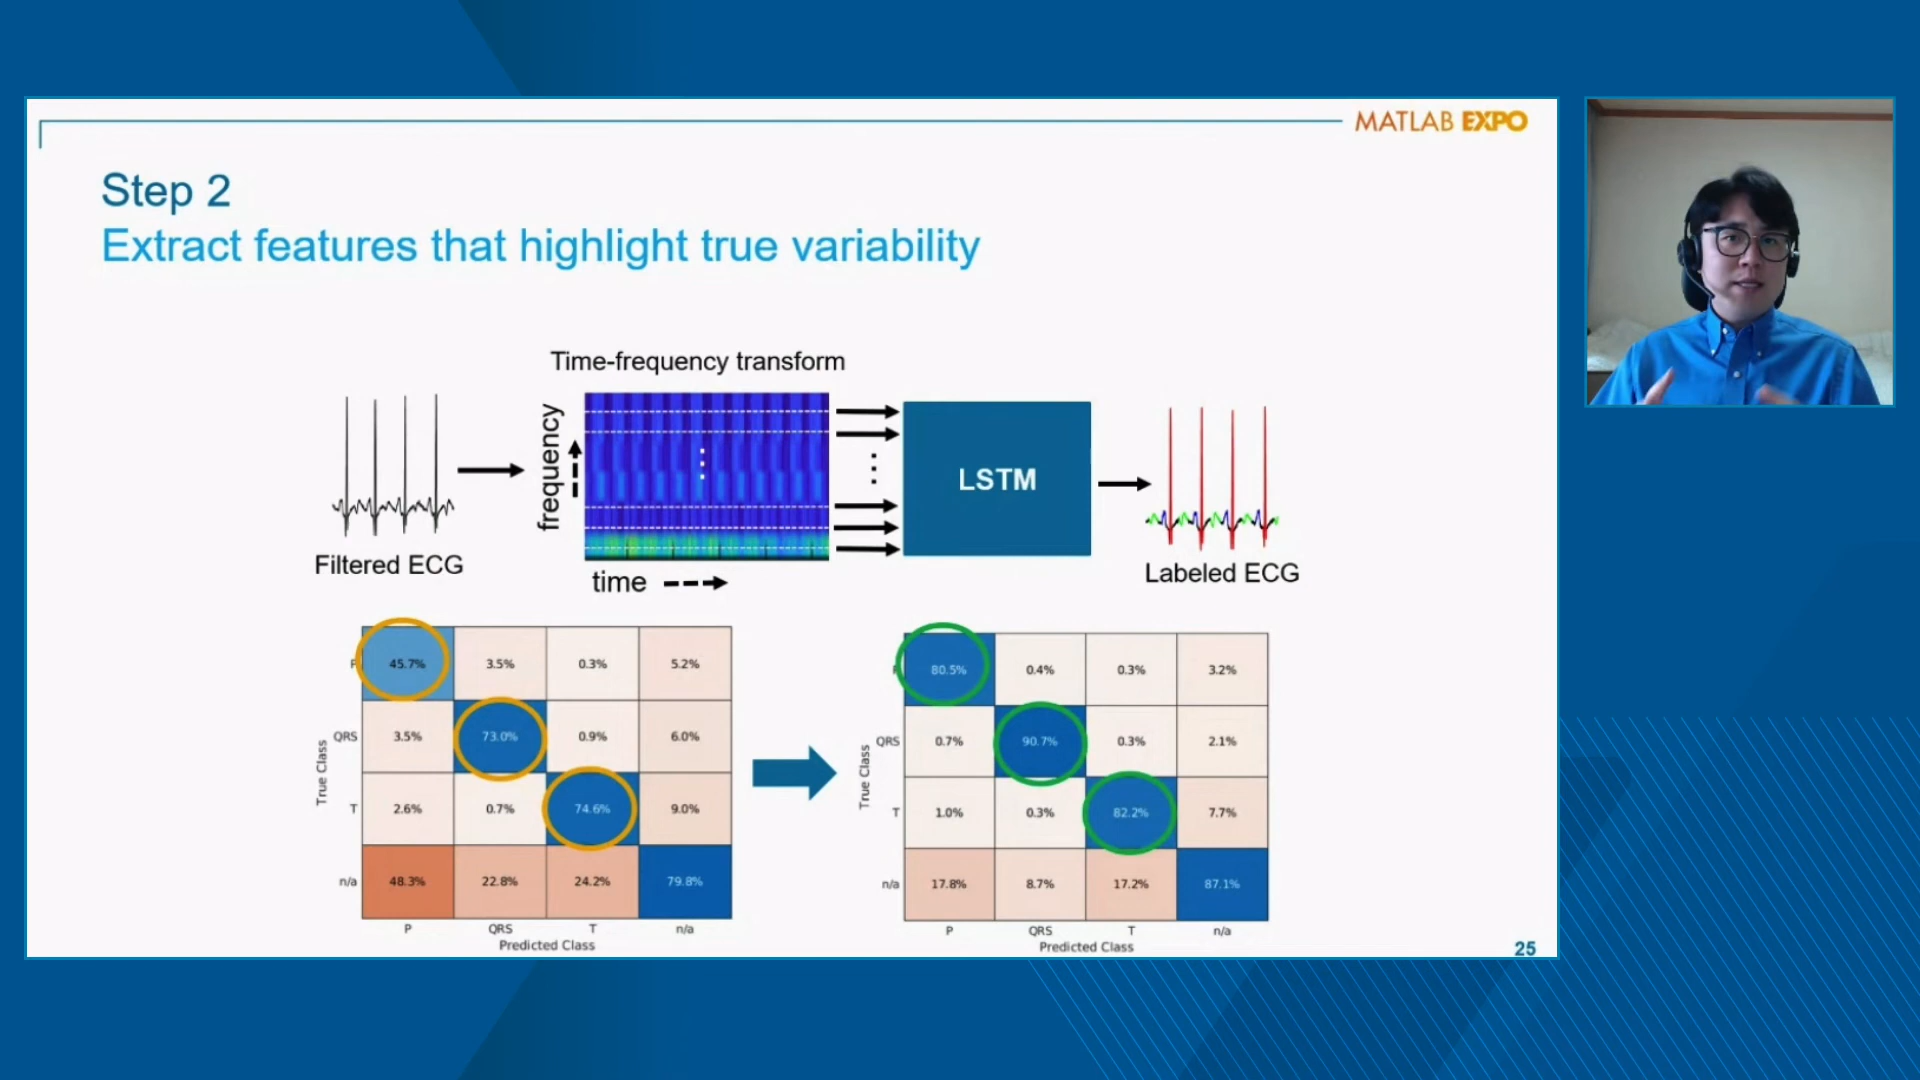 MATLAB EXPO
Step 2
Extract features that highlight true variability
Time-frequency transform
frequency
LSTM
Filtered ECG
time
Labeled ECG
P 45.7% 3.5% 0.3% 5.2%
QRS 3.5% 73.0% 0.9% 6.0%
T 2.6% 0.7% 74.6% 9.0%
n/a 48.3% 22.8% 24.2% 79.8%
P QRS T n/a
True Class
Predicted Class
80.5% 0.4% 0.3% 3.2%
QRS 0.7% 90.7% 0.3% 2.1%
T 1.0% 0.3% 82.2% 7.7%
n/a 17.8% 8.7% 17.2% 87.1%
P QRS T n/a
True Class
Predicted Class
25